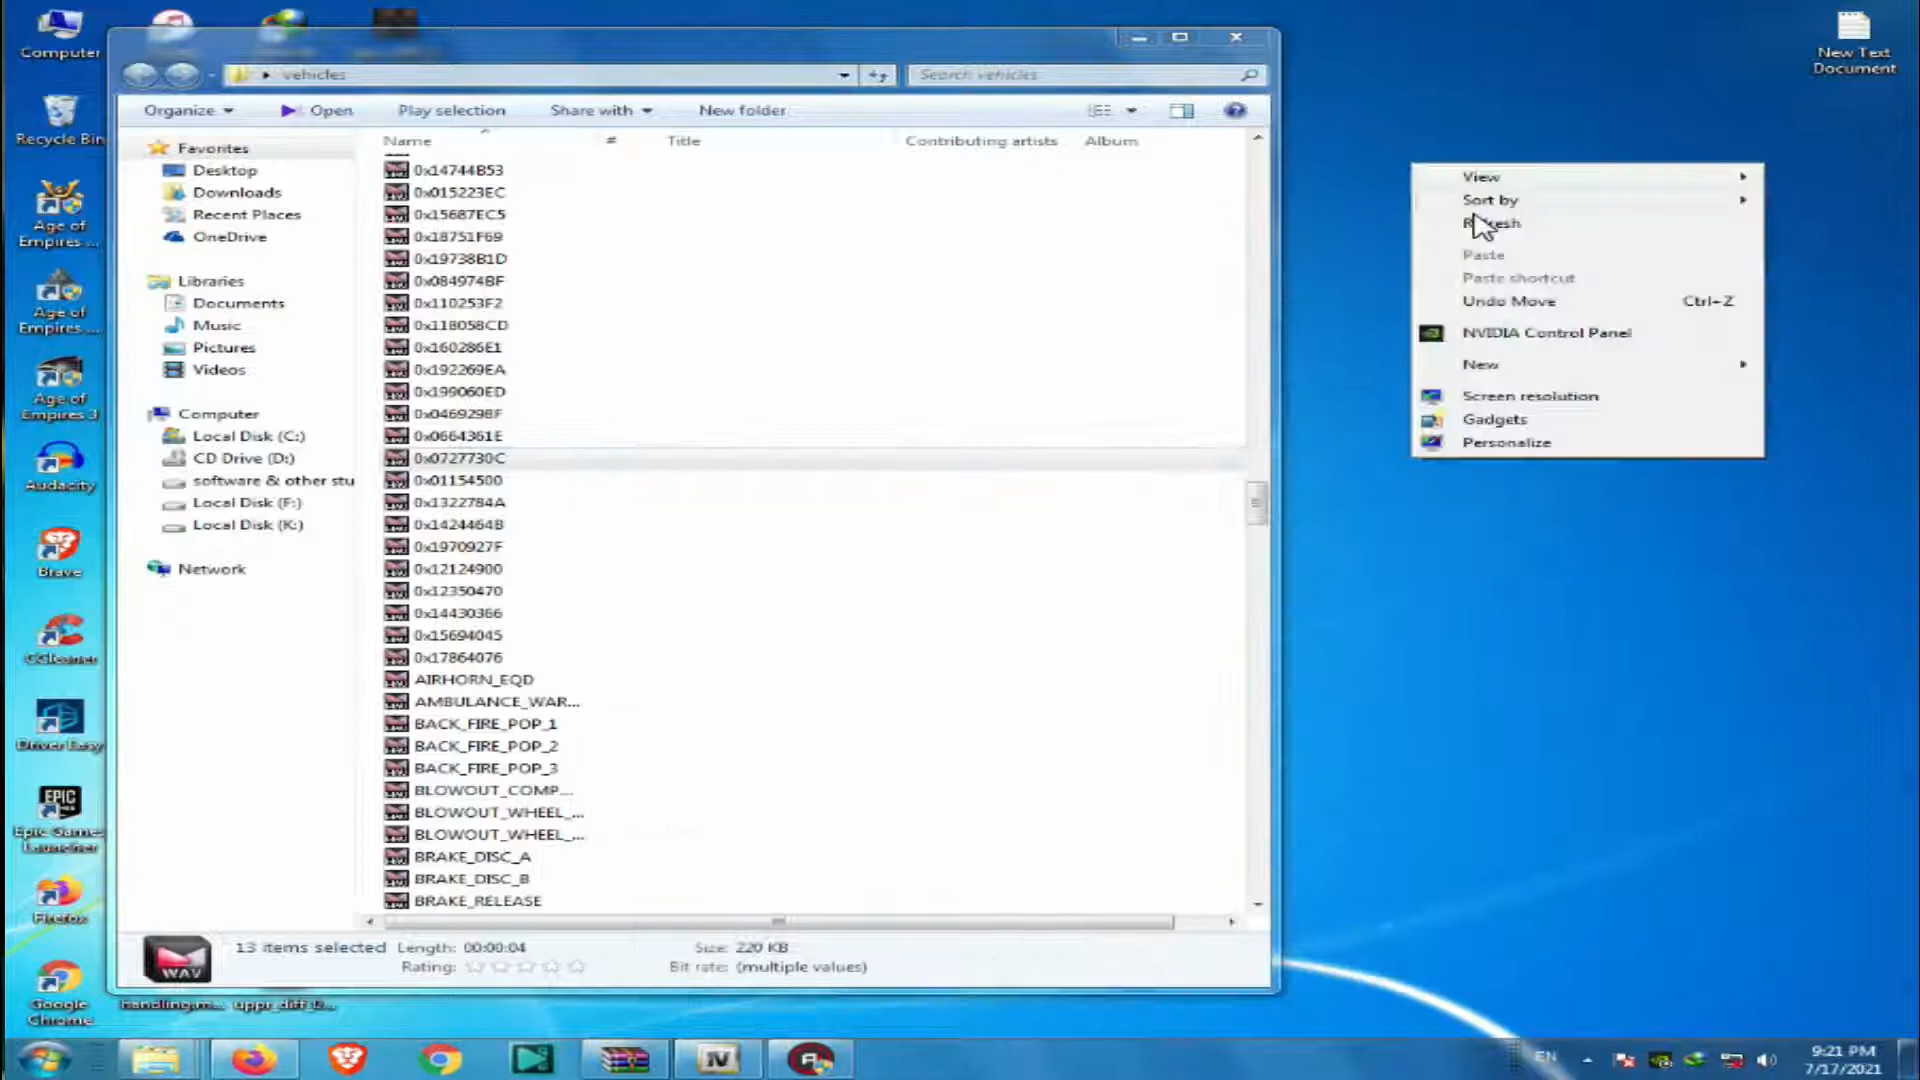 Computer
Recycle Bin
Age of
Empires ...
Age of
Empires ...
Age of
Empires 3
Audacity
Brave
CCleaner
Driver Easy
EPIC
Epic Games
Launcher
Firefox
Google
Chrome
New Text
Document
vehicles
Search vehicles
Organize
Open
Play selection
Share with
New folder
Favorites
Desktop
Downloads
Recent Places
OneDrive
Libraries
Documents
Music
Pictures
Videos
Computer
Local Disk (C:)
CD Drive (D:)
software & other stu
Local Disk (F:)
Local Disk (K:)
Network
Name # Title Contributing artists Album
0x14744B53
0x015223EC
0x15687EC5
0x18751F69
0x19738B1D
0x084974BF
0x110253F2
0x118058CD
0x160286E1
0x192269EA
0x199060ED
0x0469298F
0x0664361E
0x0727730C
0x01154500
0x1322784A
0x1424464B
0x1970927F
0x12124900
0x12350470
0x14430366
0x15694045
0x17864076
AIRHORN_EQD
AMBULANCE_WAR...
BACK_FIRE_POP_1
BACK_FIRE_POP_2
BACK_FIRE_POP_3
BLOWOUT_COMP...
BLOWOUT_WHEEL_...
BLOWOUT_WHEEL_...
BRAKE_DISC_A
BRAKE_DISC_B
BRAKE_RELEASE
WAV
13 items selected Length: 00:00:04 Size: 220 KB
Rating: Bit rate: (multiple values)
handling.m... uppr_diff_8...
View
Sort by
Refresh
Paste
Paste shortcut
Undo Move Ctrl+Z
NVIDIA Control Panel
New
Screen resolution
Gadgets
Personalize
IV
EN
9:21 PM
7/17/2021